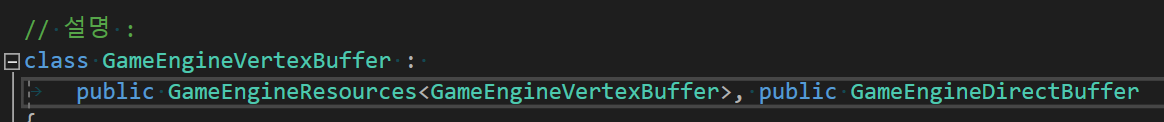 // 설명 :
class GameEngineVertexBuffer :
public GameEngineResources<GameEngineVertexBuffer>, public GameEngineDirectBuffer
{